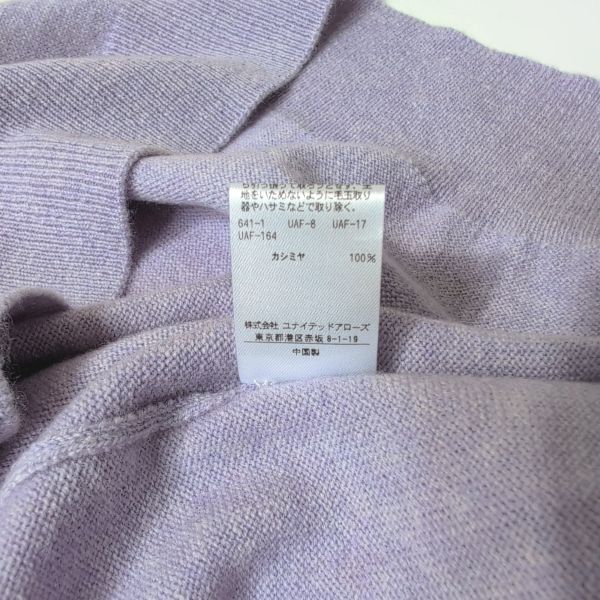 地をいためないように毛玉取り
器やハサミなどで取り除く。
641-1 UAF-8 UAF-17
UAF-164
カシミヤ 100%
株式会社 ユナイテッドアローズ
東京都港区赤坂 8-1-19
中国製